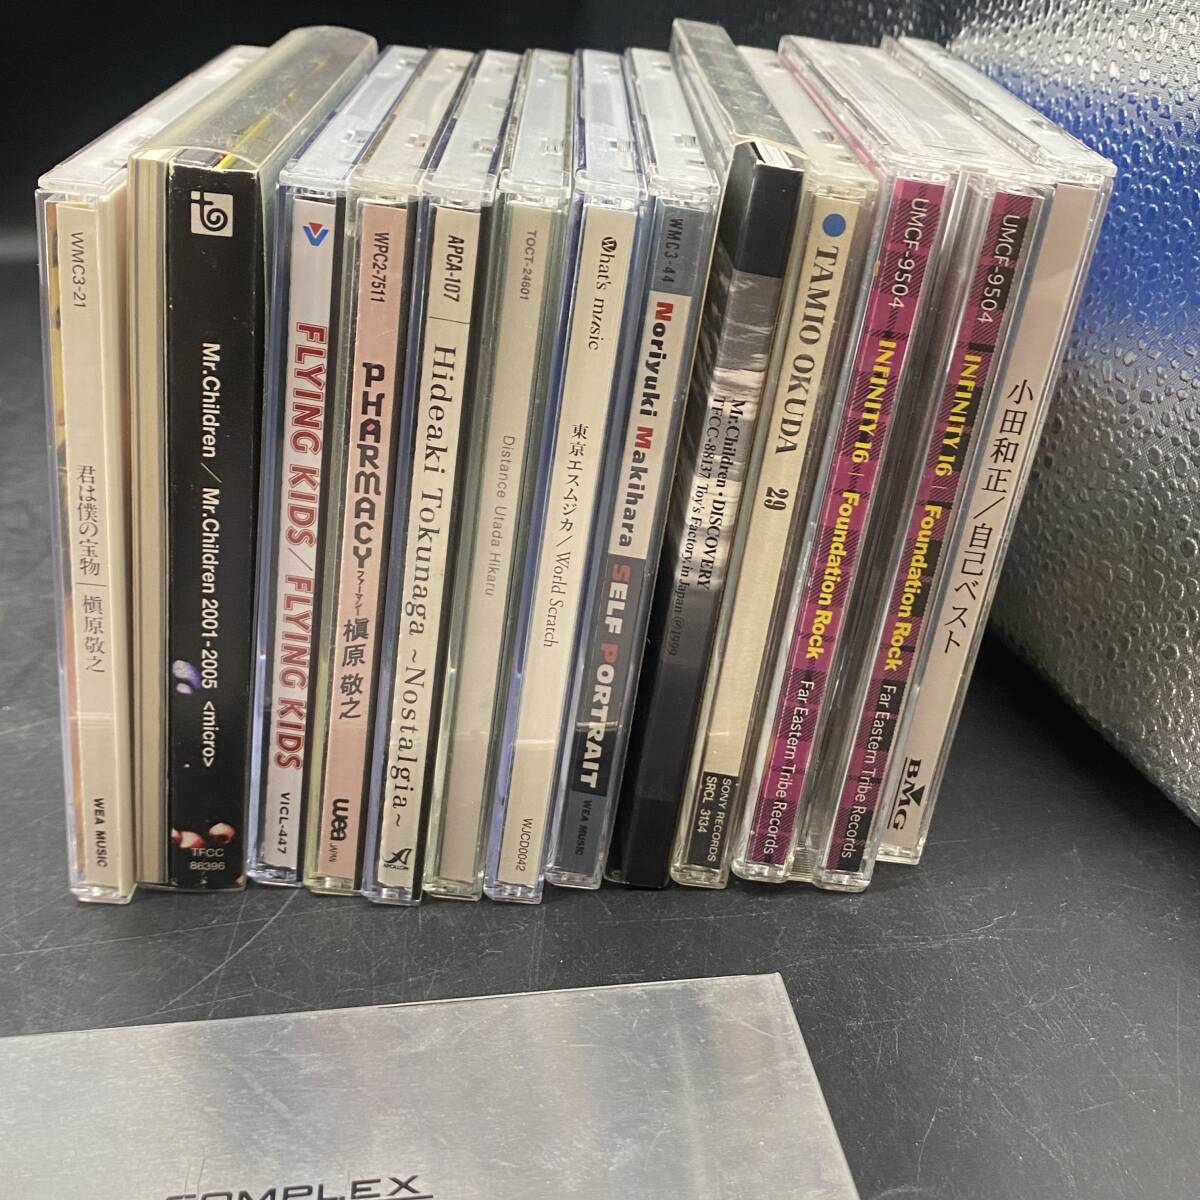 WMC3-21 君は僕の宝物 槇原敬之 WEA MUSIC
Mr.Children / Mr.Children 2001-2005 <micro> TFCC 86396
FLYING KIDS/FLYING KIDS VICL-447
WPC2-7511 PHARMACY ファーマシー 槇原敬之 wea JAPAN
APCA-107 Hideaki Tokunaga ~Nostalgia~ APOLLON
TOCT-24601 Distance Utada Hikaru
What's music 東京エスムジカ/World Scratch WJCD0042
WMC3-44 Noriyuki Makihara SELF PORTRAIT WEA MUSIC
Mr.Children・DISCOVERY
TFCC-88137 Toy's Factory,in Japan ℗1999
TAMIO OKUDA 29 SONY RECORDS SRCL 3134
UMCF-9504 INFINITY16 Foundation Rock Far Eastern Tribe Records
UMCF-9504 INFINITY16 Foundation Rock Far Eastern Tribe Records
小田和正/自己ベスト BMG
COMPLEX